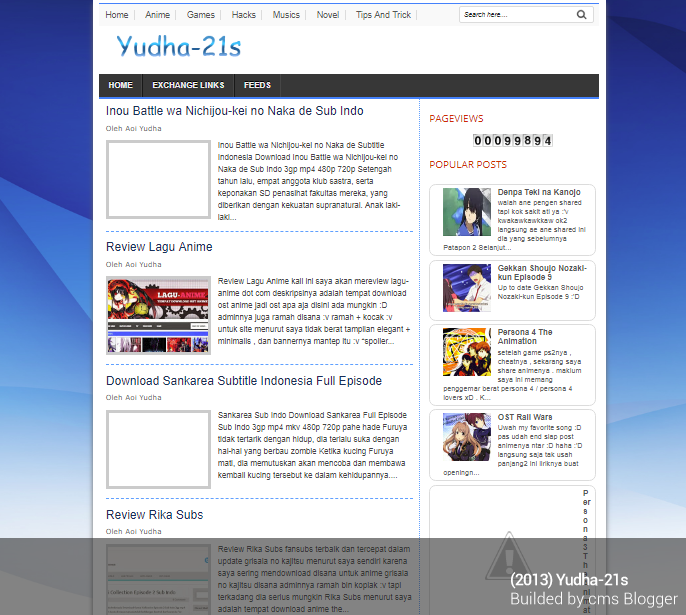 Home Anime Games Hacks Musics Novel Tips And Trick Search here...
Yudha-21s
HOME EXCHANGE LINKS FEEDS
Inou Battle wa Nichijou-kei no Naka de Sub Indo
Oleh Aoi Yudha
Inou Battle wa Nichijou-kei no Naka de Subtitle
Indonesia Download Inou Battle wa Nichijou-kei no
Naka de Sub Indo 3gp mp4 480p 720p Setengah
tahun lalu, empat anggota klub sastra, serta
keponakan SD penasihat fakultas mereka, yang
diberikan dengan kekuatan supranatural. Anak laki-
laki...
Review Lagu Anime
Oleh Aoi Yudha
Review Lagu Anime kali ini saya akan mereview lagu-
anime dot com deskripsinya adalah tempat download
ost anime jadi ost apa aja disini ada mungkin :D
adminnya juga ramah disana :v ramah + kocak :v
untuk site menurut saya tidak berat tampilan elegant +
minimalis , dan bannernya mantep itu :v "spoiler...
LAGU-ANIME
Download Sankarea Subtitle Indonesia Full Episode
Oleh Aoi Yudha
Sankarea Sub Indo Download Sankarea Full Episode
Sub Indo 3gp mp4 mkv 480p 720p pahe hade Furuya
tidak tertarik dengan hidup, dia terlalu suka dengan
hal-hal yang berbau zombie Ketika kucing Furuya
mati, dia memutuskan akan mencoba dan membawa
kembali kucing tersebut ke dalam kehidupannya....
Review Rika Subs
Oleh Aoi Yudha
Review Rika Subs fansubs terbaik dan tercepat dalam
update grisaia no kajitsu menurut saya sendiri karena
saya sering mendownload disana untuk anime grisaia
no kajitsu disana adminnya ramah bin koplak :v tapi
terkadang dia serius mungkin Rika Subs menurut saya
adalah tempat download anime the...
PAGEVIEWS
00099894
POPULAR POSTS
Denpa Teki na Kanojo
walah ane pengen shared
tapi kok sakit ati ya :v
kwakawkawkkaw ok2
langsung ae ane shared ini
dia yang sebelumnya
Patapon 2 Selanjut...
Gekkan Shoujo Nozaki-
kun Episode 9
Up to date Gekkan Shoujo
Nozaki-kun Episode 9 :'D
Persona 4 The
Animation
setelah game ps2nya ,
cheatnya , sekarang saya
share animenya . maklum
saya ini memang
penggemar berat persona 4 / persona 4
lovers xD . K...
OST Rail Wars
Uwah my favorite song :D
pas udah end siap post
animenya ntar :D haha :'D
langsung saja tak usah
panjang2 ini liriknya buat
openingn...
P
er
s
o
n
a
3
T
h
(2013) Yudha-21s
Builded by cms Blogger